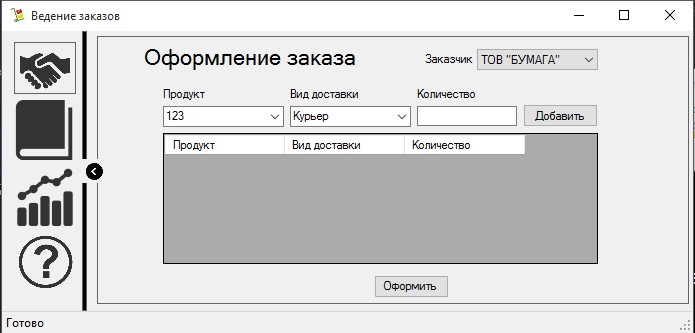 Ведение заказов
Оформление заказа
Заказчик ТОВ "БУМАГА"
Продукт Вид доставки Количество
123 Курьер Добавить
Продукт Вид доставки Количество
Оформить
?
Готово